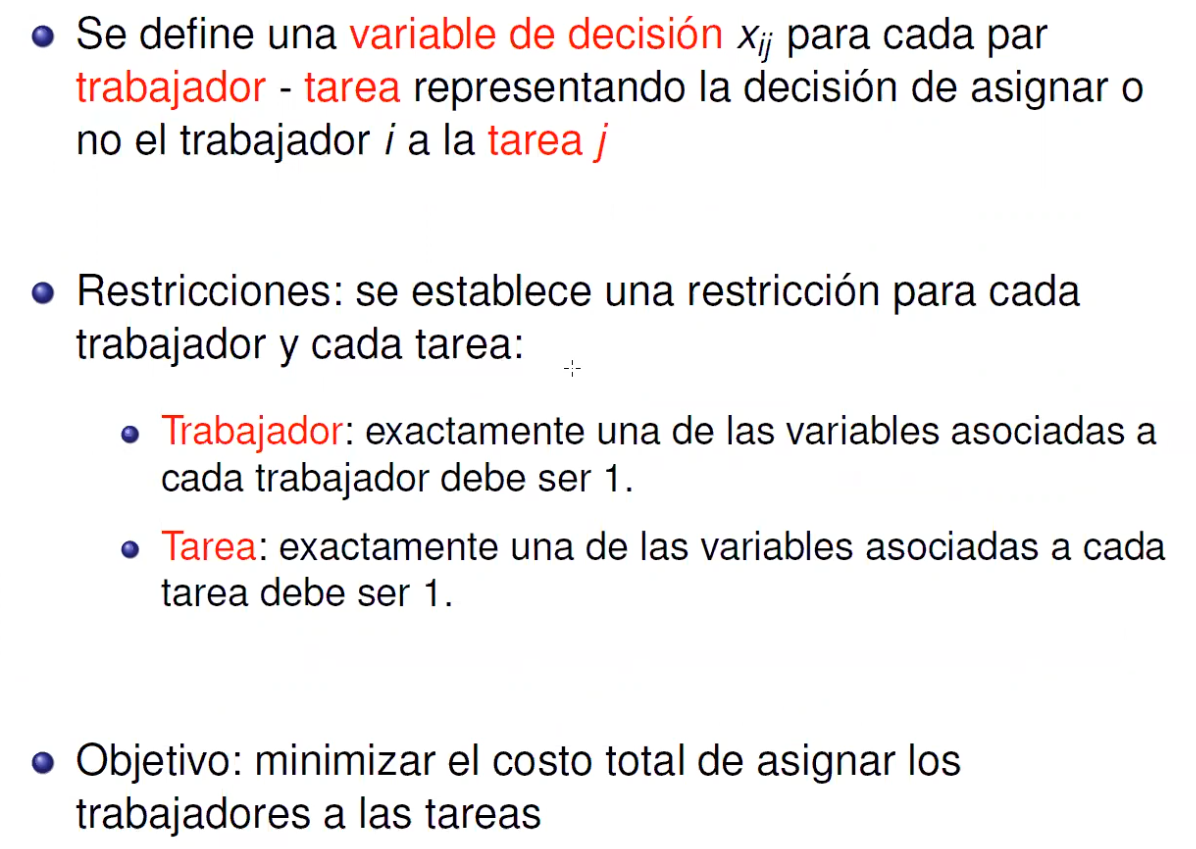 Se define una variable de decisión xij para cada par
trabajador - tarea representando la decisión de asignar o
no el trabajador i a la tarea j
Restricciones: se establece una restricción para cada
trabajador y cada tarea:
Trabajador: exactamente una de las variables asociadas a
cada trabajador debe ser 1.
Tarea: exactamente una de las variables asociadas a cada
tarea debe ser 1.
Objetivo: minimizar el costo total de asignar los
trabajadores a las tareas